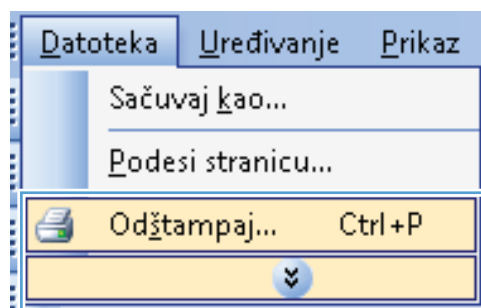 Datoteka Uređivanje Prikaz
Sačuvaj kao...
Podesi stranicu...
Odštampaj... Ctrl+P